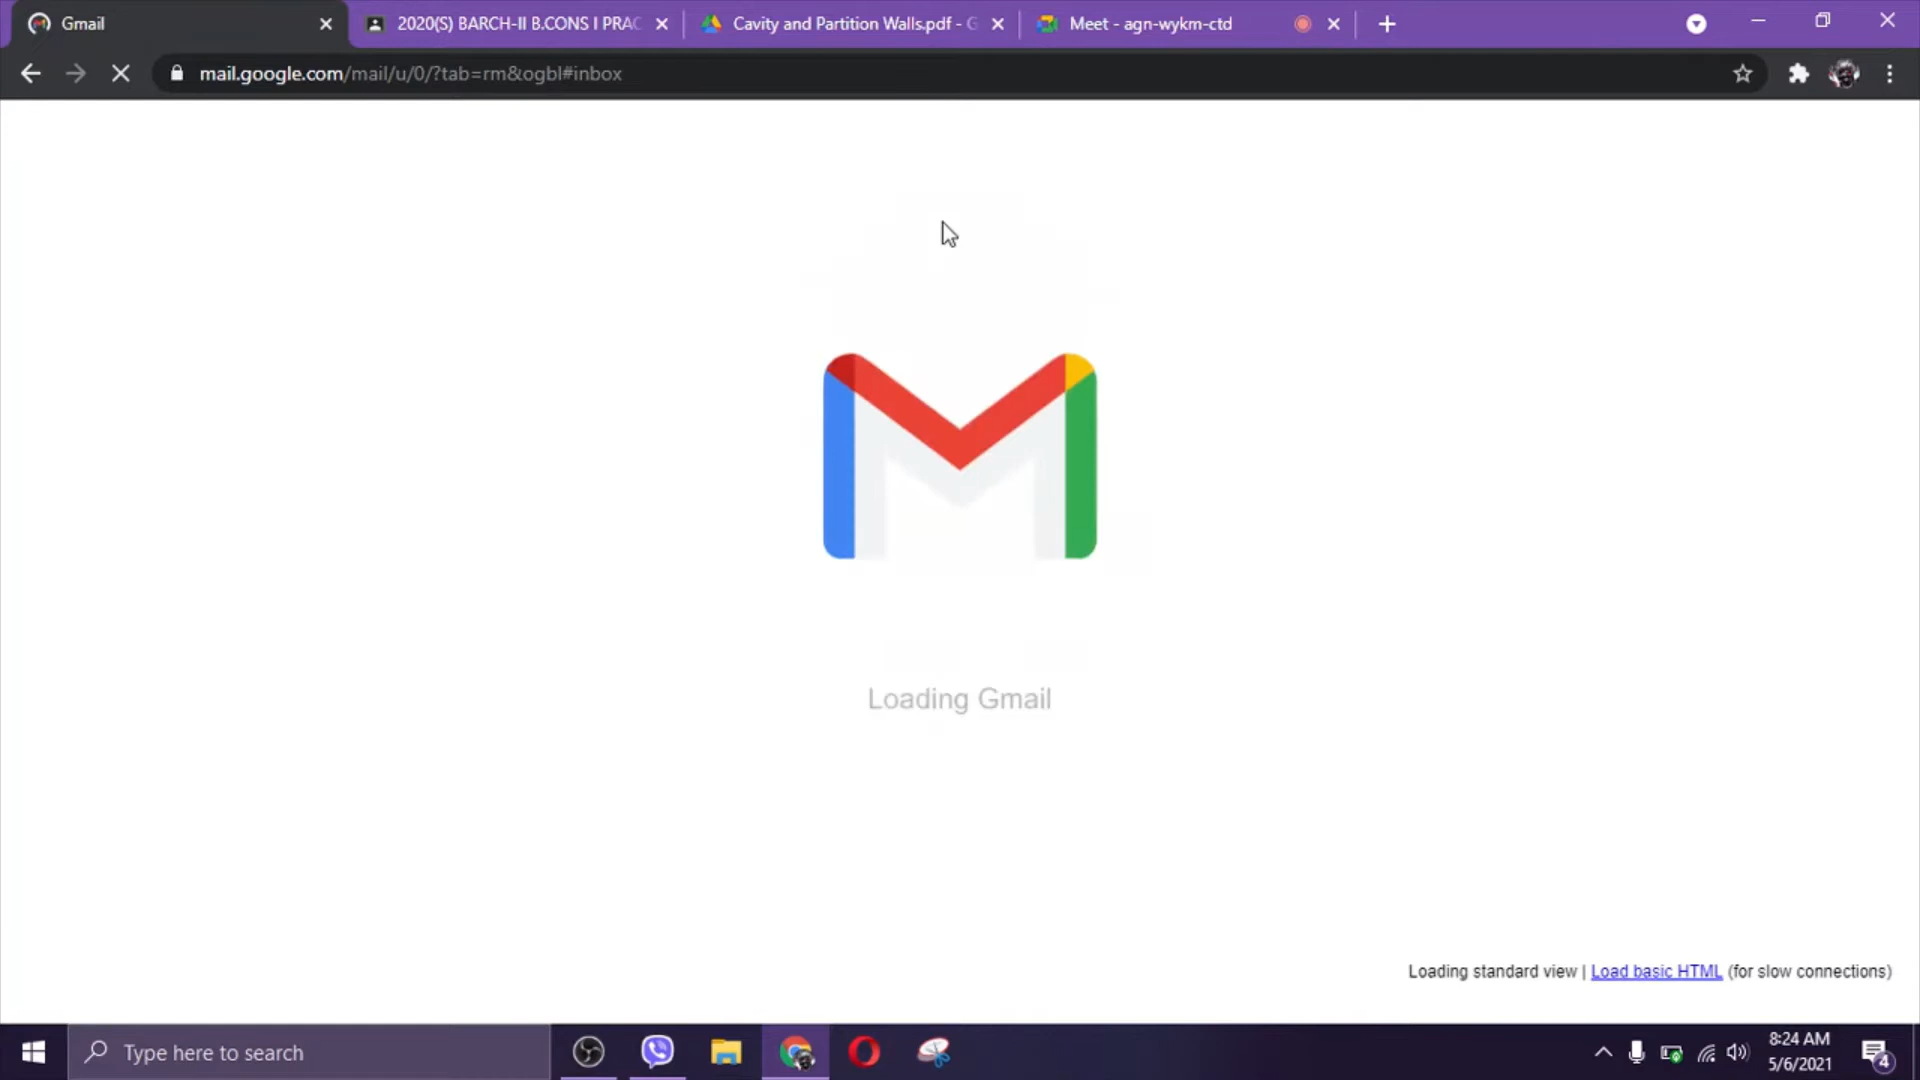 Gmail
2020(S) BARCH-II B.CONS I PRAC
Cavity and Partition Walls.pdf - G
Meet - agn-wykm-ctd
mail.google.com/mail/u/0/?tab=rm&ogbl#inbox
Loading Gmail
Loading standard view | Load basic HTML (for slow connections)
Type here to search
8:24 AM
5/6/2021
4